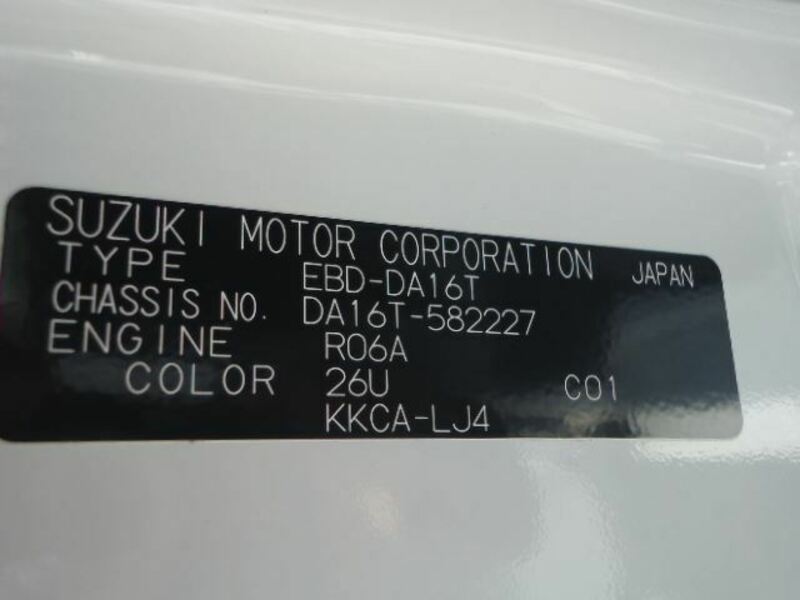 SUZUKI MOTOR CORPORATION JAPAN
TYPE EBD-DA16T
CHASSIS NO. DA16T-582227
ENGINE R06A
COLOR 26U C01
KKCA-LJ4